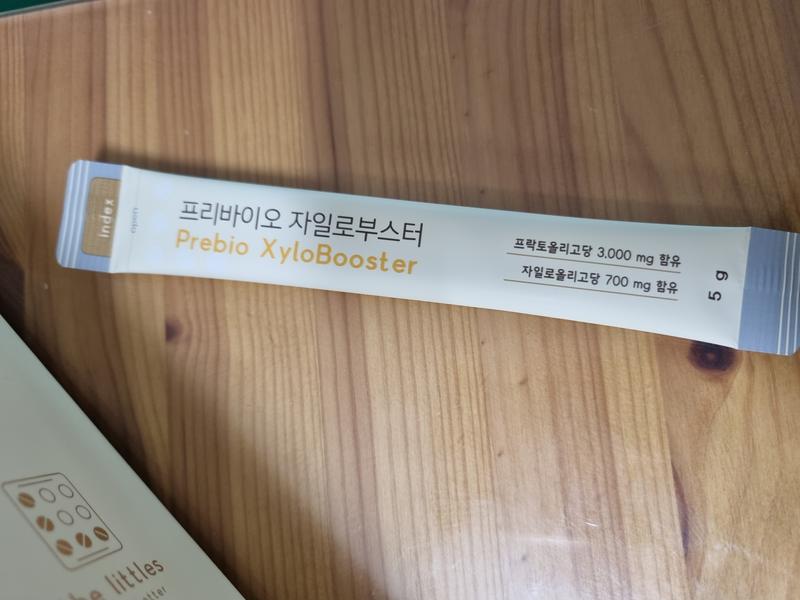 index
open
프리바이오 자일로부스터
Prebio XyloBooster
프락토올리고당 3,000 mg 함유
자일로올리고당 700 mg 함유
5 g
the littles